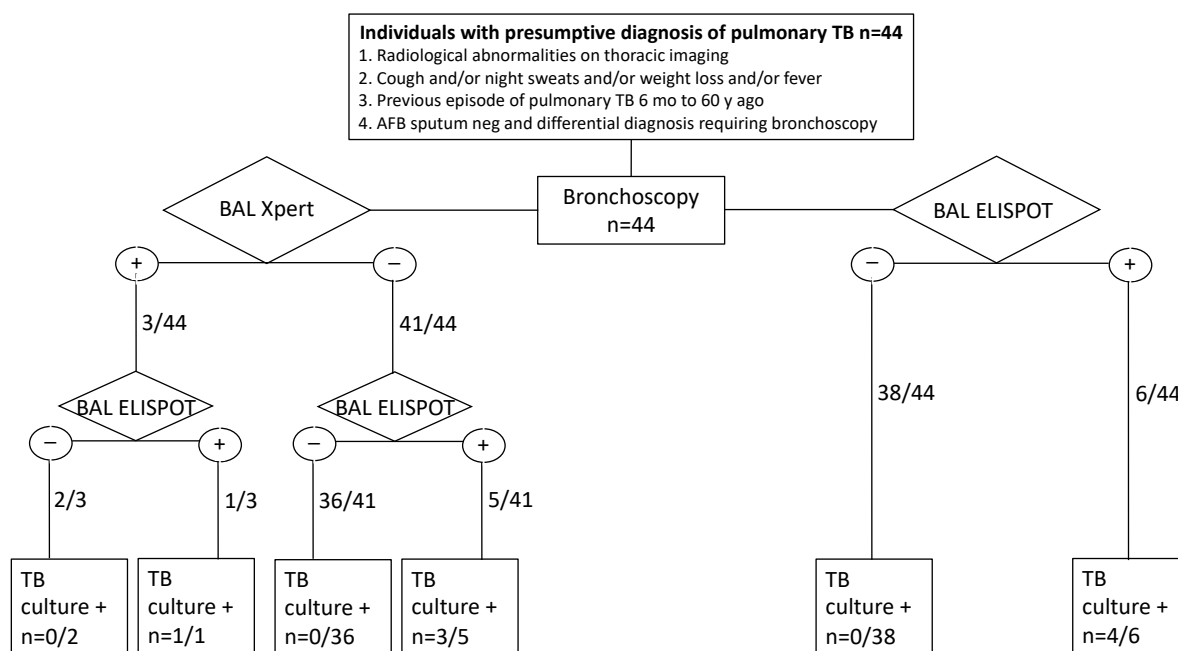 Individuals with presumptive diagnosis of pulmonary TB n=44
1. Radiological abnormalities on thoracic imaging
2. Cough and/or night sweats and/or weight loss and/or fever
3. Previous episode of pulmonary TB 6 mo to 60 y ago
4. AFB sputum neg and differential diagnosis requiring bronchoscopy
BAL Xpert
Bronchoscopy
n=44
BAL ELISPOT
+
−
−
+
3/44
41/44
38/44
6/44
BAL ELISPOT
BAL ELISPOT
−
+
−
+
2/3
1/3
36/41
5/41
TB
culture +
n=0/2
TB
culture +
n=1/1
TB
culture +
n=0/36
TB
culture +
n=3/5
TB
culture +
n=0/38
TB
culture +
n=4/6